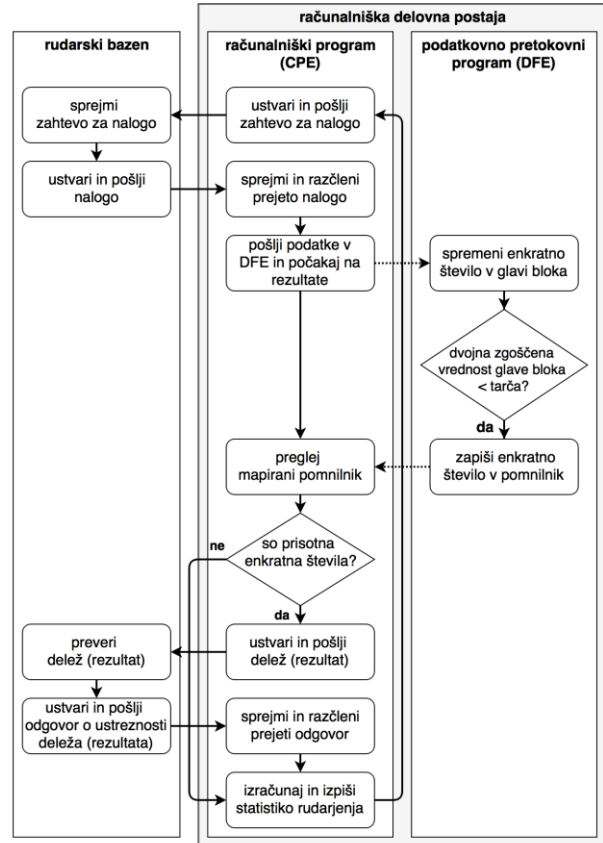 računalniška delovna postaja
rudarski bazen
računalniški program
(CPE)
podatkovno pretokovni
program (DFE)
sprejmi
zahtevo za nalogo
ustvari in pošlji
zahtevo za nalogo
ustvari in pošlji
nalogo
sprejmi in razčleni
prejeto nalogo
pošlji podatke v
DFE in počakaj na
rezultate
spremeni enkratno
število v glavi bloka
dvojna zgoščena
vrednost glave bloka
< tarča?
da
zapiši enkratno
število v pomnilnik
preglej
mapirani pomnilnik
so prisotna
enkratna števila?
ne
da
ustvari in pošlji
delež (rezultat)
preveri
delež (rezultat)
ustvari in pošlji
odgovor o ustreznosti
deleža (rezultata)
sprejmi in razčleni
prejeti odgovor
izračunaj in izpiši
statistiko rudarjenja